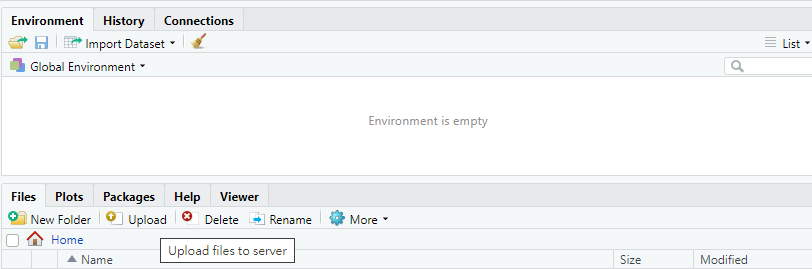 Environment History Connections
Import Dataset List
Global Environment
Environment is empty
Files Plots Packages Help Viewer
New Folder Upload Delete Rename More
Home
Upload files to server
Name Size Modified